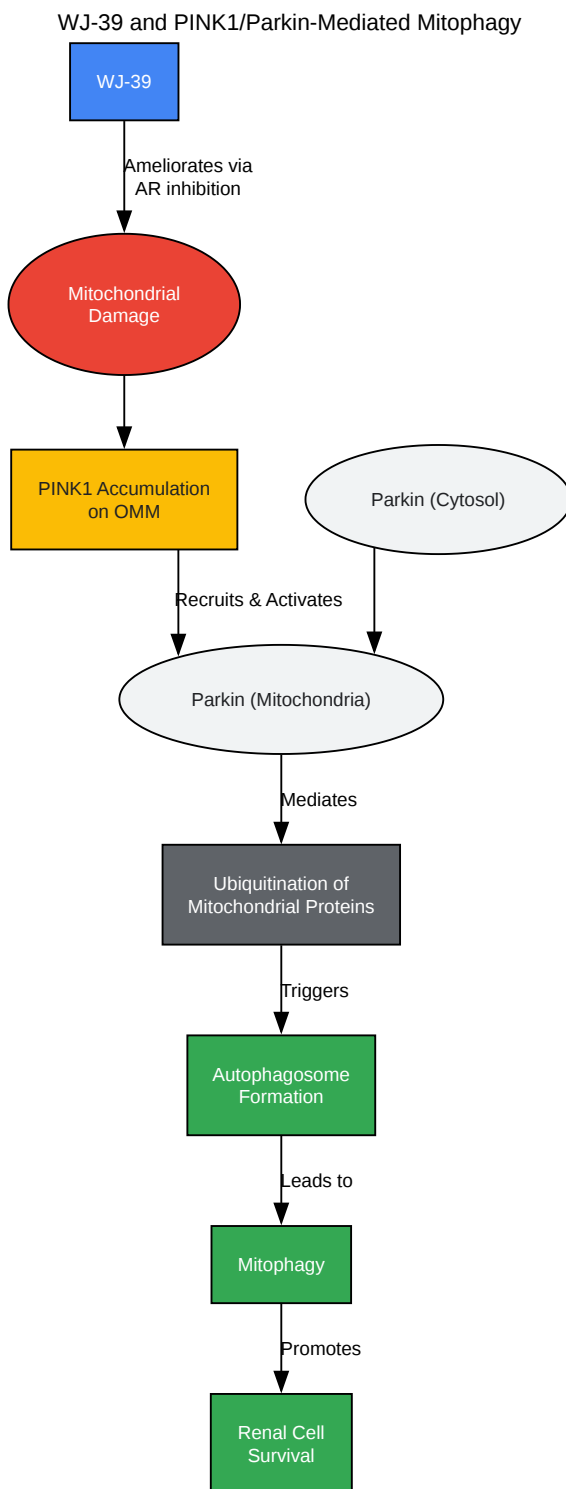 WJ-39 and PINK1/Parkin-Mediated Mitophagy
WJ-39
Ameliorates via
AR inhibition
Mitochondrial
Damage
PINK1 Accumulation
on OMM
Parkin (Cytosol)
Recruits & Activates
Parkin (Mitochondria)
Mediates
Ubiquitination of
Mitochondrial Proteins
Triggers
Autophagosome
Formation
Leads to
Mitophagy
Promotes
Renal Cell
Survival